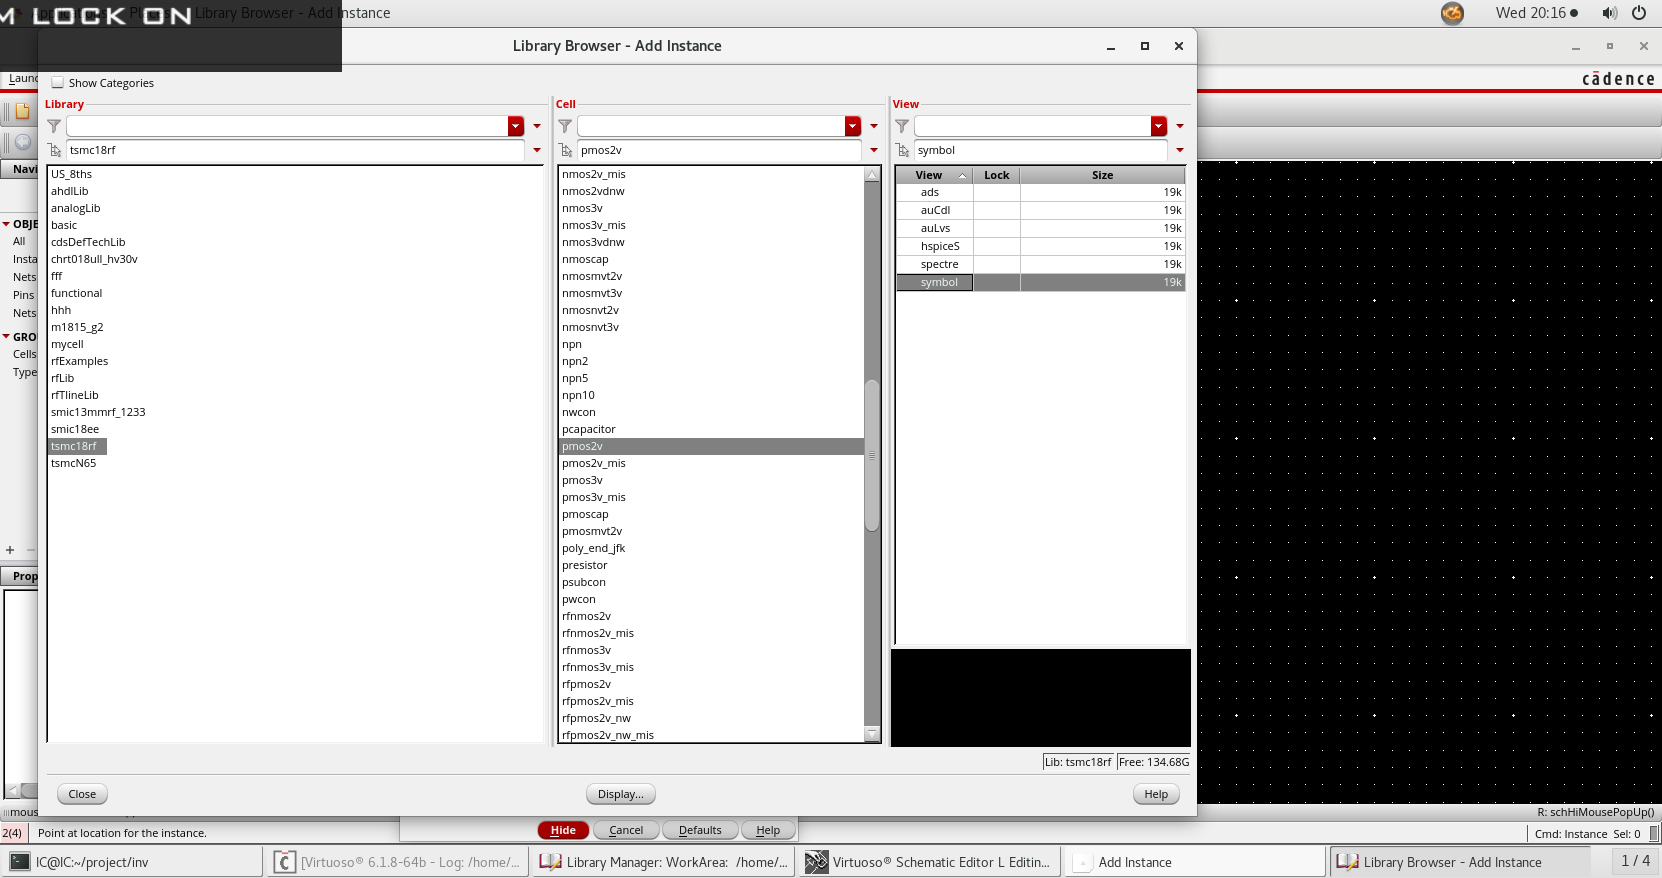 M LOCK ON
Applications Places Library Browser - Add Instance
Wed 20:16
Library Browser - Add Instance
Launch
cādence
Show Categories
Library
Cell
View
tsmc18rf
pmos2v
symbol
Navi
OBJE
All
Insta
Nets
Pins
Nets
GROU
Cells
Type
Prop
US_8ths
ahdlLib
analogLib
basic
cdsDefTechLib
chrt018ull_hv30v
fff
functional
hhh
m1815_g2
mycell
rfExamples
rfLib
rfTlineLib
smic13mmrf_1233
smic18ee
tsmc18rf
tsmcN65
nmos2v_mis
nmos2vdnw
nmos3v
nmos3v_mis
nmos3vdnw
nmoscap
nmosmvt2v
nmosmvt3v
nmosnvt2v
nmosnvt3v
npn
npn2
npn5
npn10
nwcon
pcapacitor
pmos2v
pmos2v_mis
pmos3v
pmos3v_mis
pmoscap
pmosmvt2v
poly_end_jfk
presistor
psubcon
pwcon
rfnmos2v
rfnmos2v_mis
rfnmos3v
rfnmos3v_mis
rfpmos2v
rfpmos2v_mis
rfpmos2v_nw
rfpmos2v_nw_mis
View Lock Size
ads 19k
auCdl 19k
auLvs 19k
hspiceS 19k
spectre 19k
symbol 19k
Lib: tsmc18rf Free: 134.68G
Close
Display...
Help
mous
R: schHiMousePopUp()
Hide
Cancel
Defaults
Help
2(4) Point at location for the instance.
Cmd: Instance Sel: 0
IC@IC:~/project/inv
[Virtuoso® 6.1.8-64b - Log: /home/...
Library Manager: WorkArea: /home/...
Virtuoso® Schematic Editor L Editin...
Add Instance
Library Browser - Add Instance
1 / 4